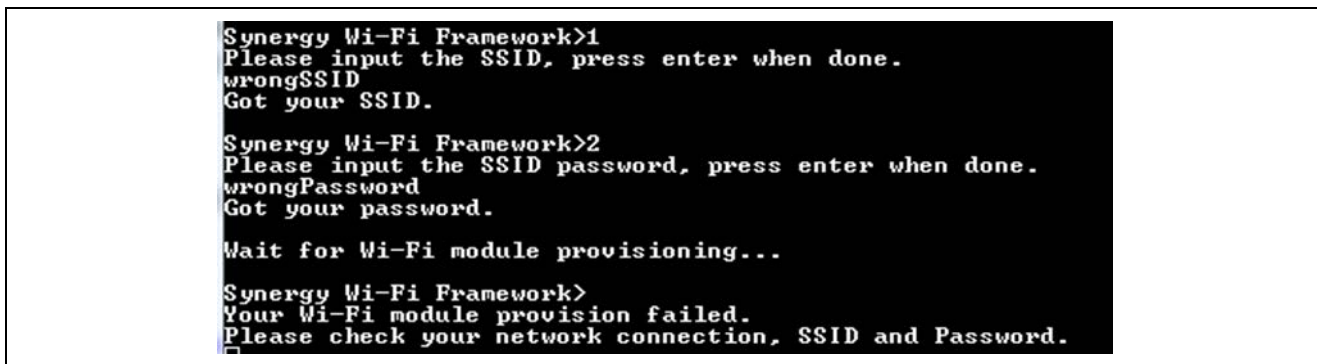 Synergy Wi-Fi Framework>1
Please input the SSID, press enter when done.
wrongSSID
Got your SSID.
Synergy Wi-Fi Framework>2
Please input the SSID password, press enter when done.
wrongPassword
Got your password.
Wait for Wi-Fi module provisioning...
Synergy Wi-Fi Framework>
Your Wi-Fi module provision failed.
Please check your network connection, SSID and Password.